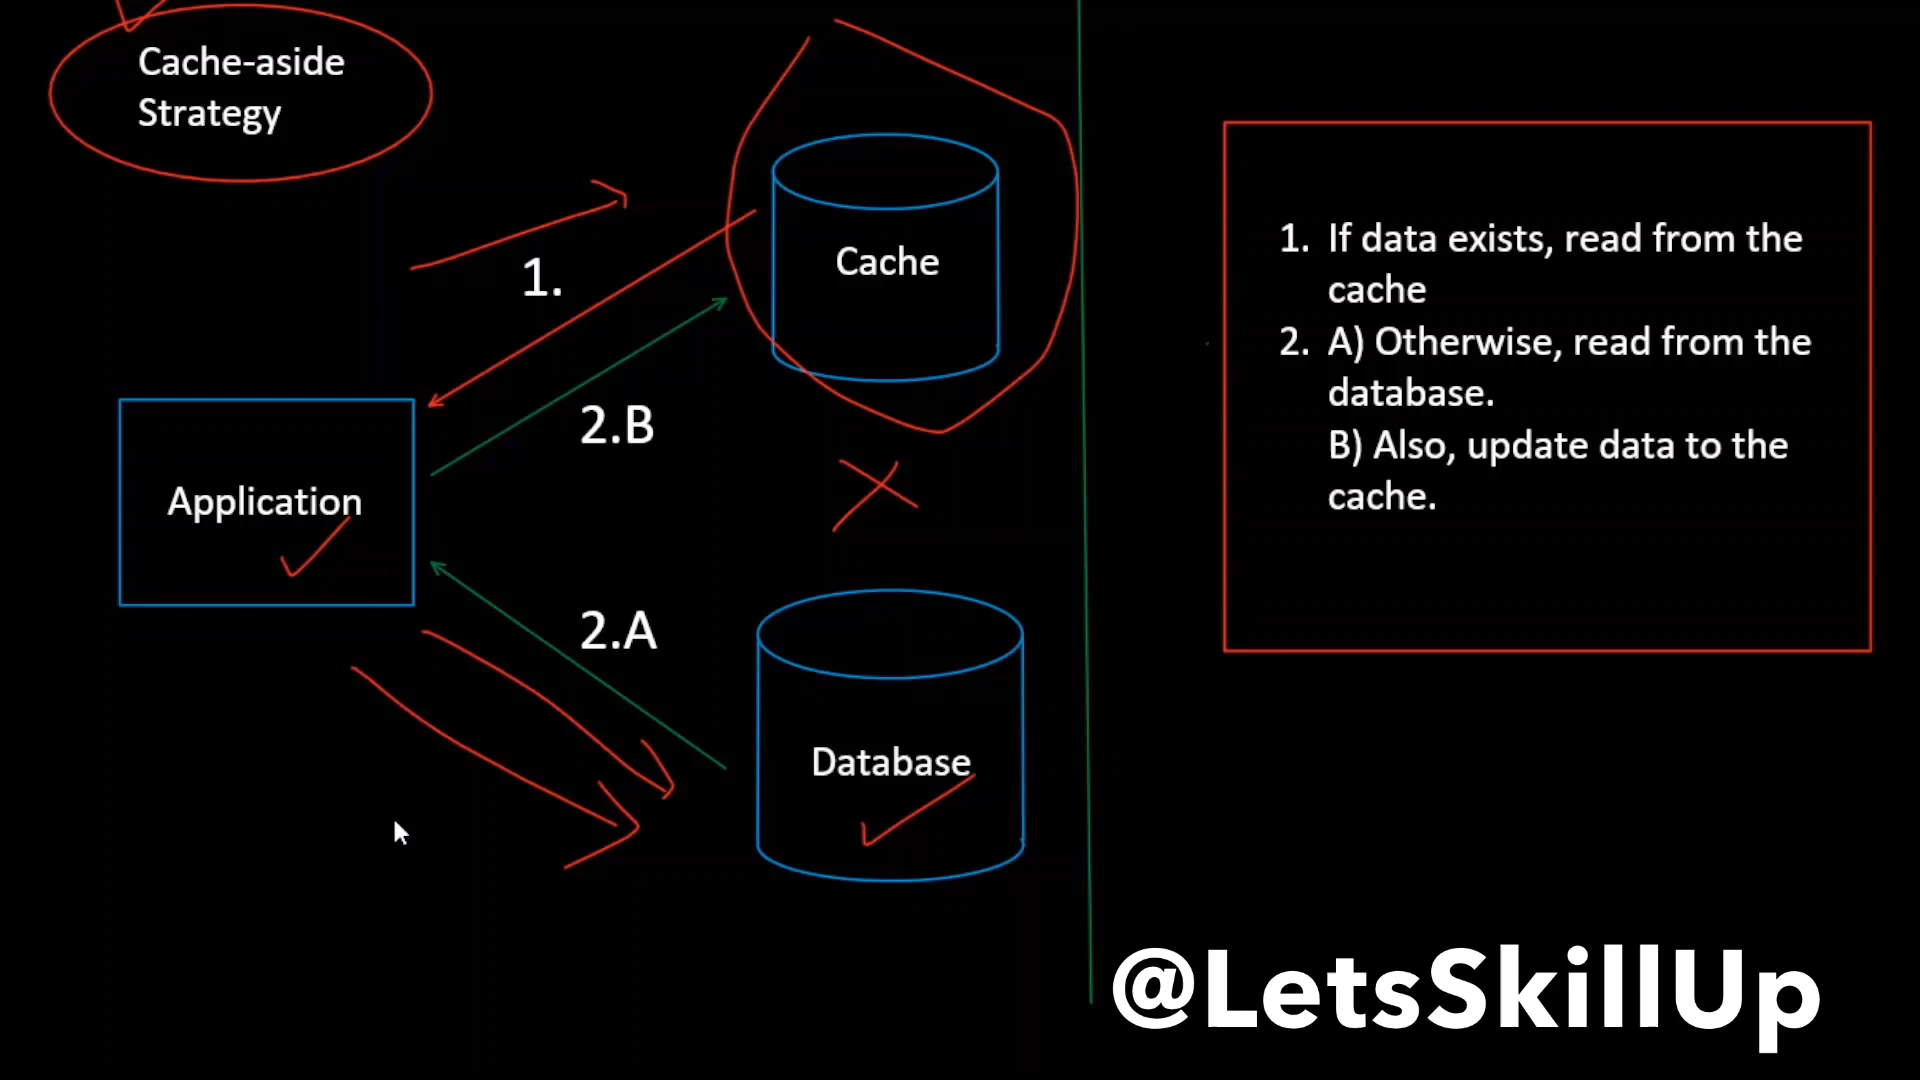 Cache-aside
Strategy
1.
Cache
2.B
Application
2.A
Database
1. If data exists, read from the
cache
2. A) Otherwise, read from the
database.
B) Also, update data to the
cache.
@LetsSkillUp